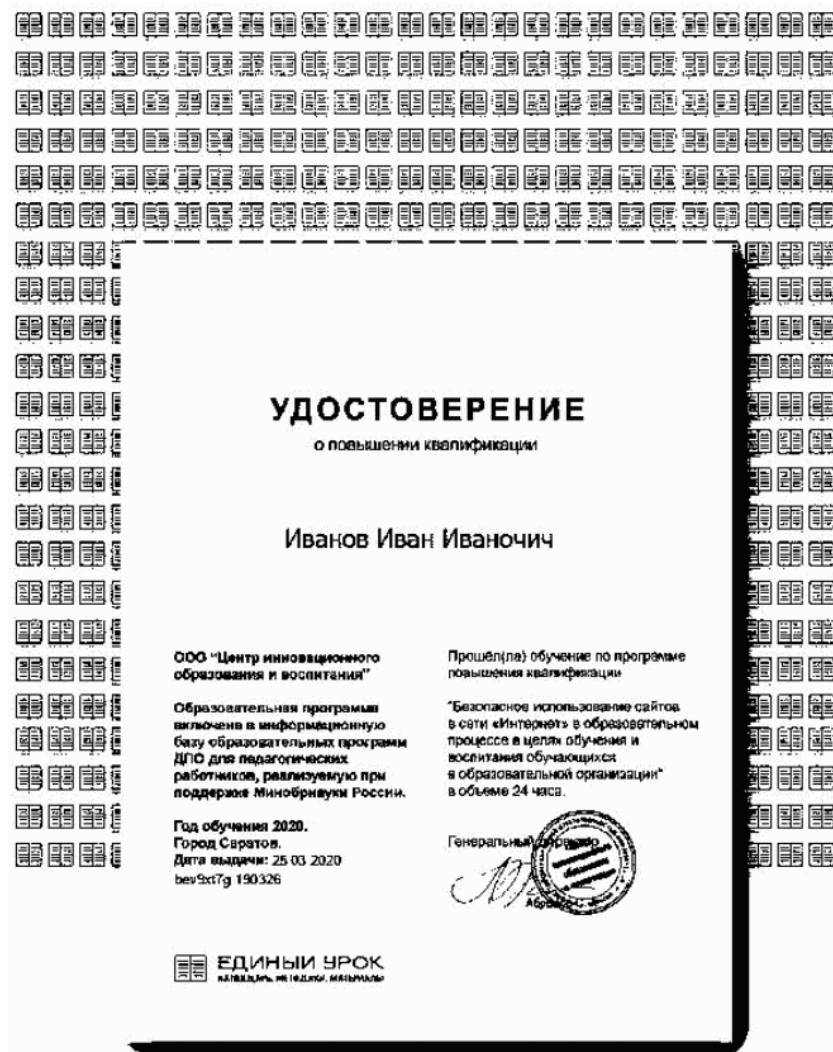 УДОСТОВЕРЕНИЕ
о повышении квалификации
Иванов Иван Иваночич
ООО "Центр инновационного
образования и воспитания"
Образовательная программа
включена в информационную
базу образовательных программ
ДПО для педагогических
работников, реализуемую при
поддержке Минобрнауки России.
Год обучения 2020.
Город Саратов.
Дата выдачи: 25 03 2020
bev9xt7g 190326
Прошёл(ла) обучение по программе
повышения квалификации
"Безопасное использование сайтов
в сети «Интернет» в образовательном
процессе в целях обучения и
воспитания обучающихся
в образовательной организации"
в объеме 24 часа.
Генеральный
ЕДИНЫЙ УРОК